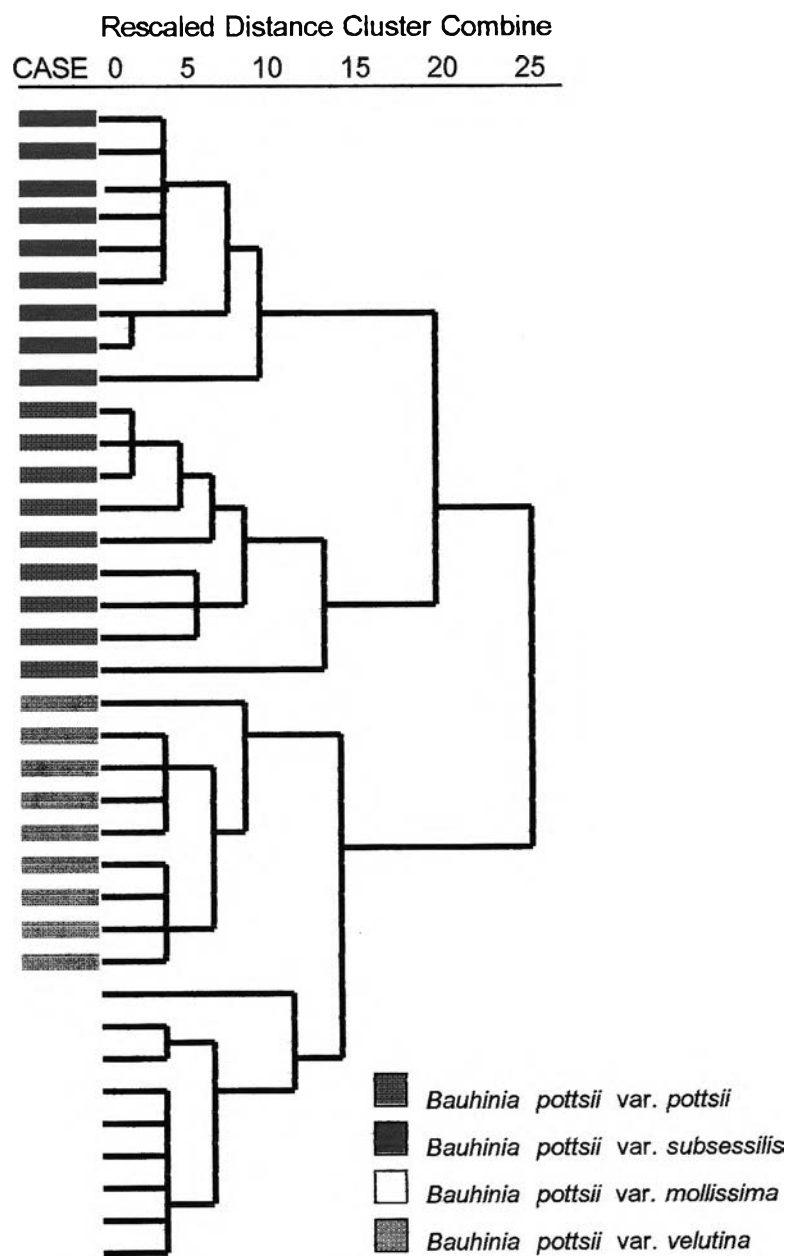 Rescaled Distance Cluster Combine
CASE 0 5 10 15 20 25
Bauhinia pottsii var. pottsii
Bauhinia pottsii var. subsessilis
Bauhinia pottsii var. mollissima
Bauhinia pottsii var. velutina